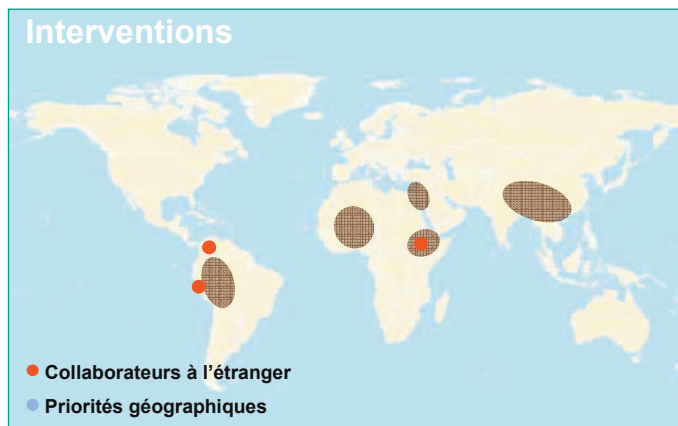 Interventions
Collaborateurs à l’étranger
Priorités géographiques